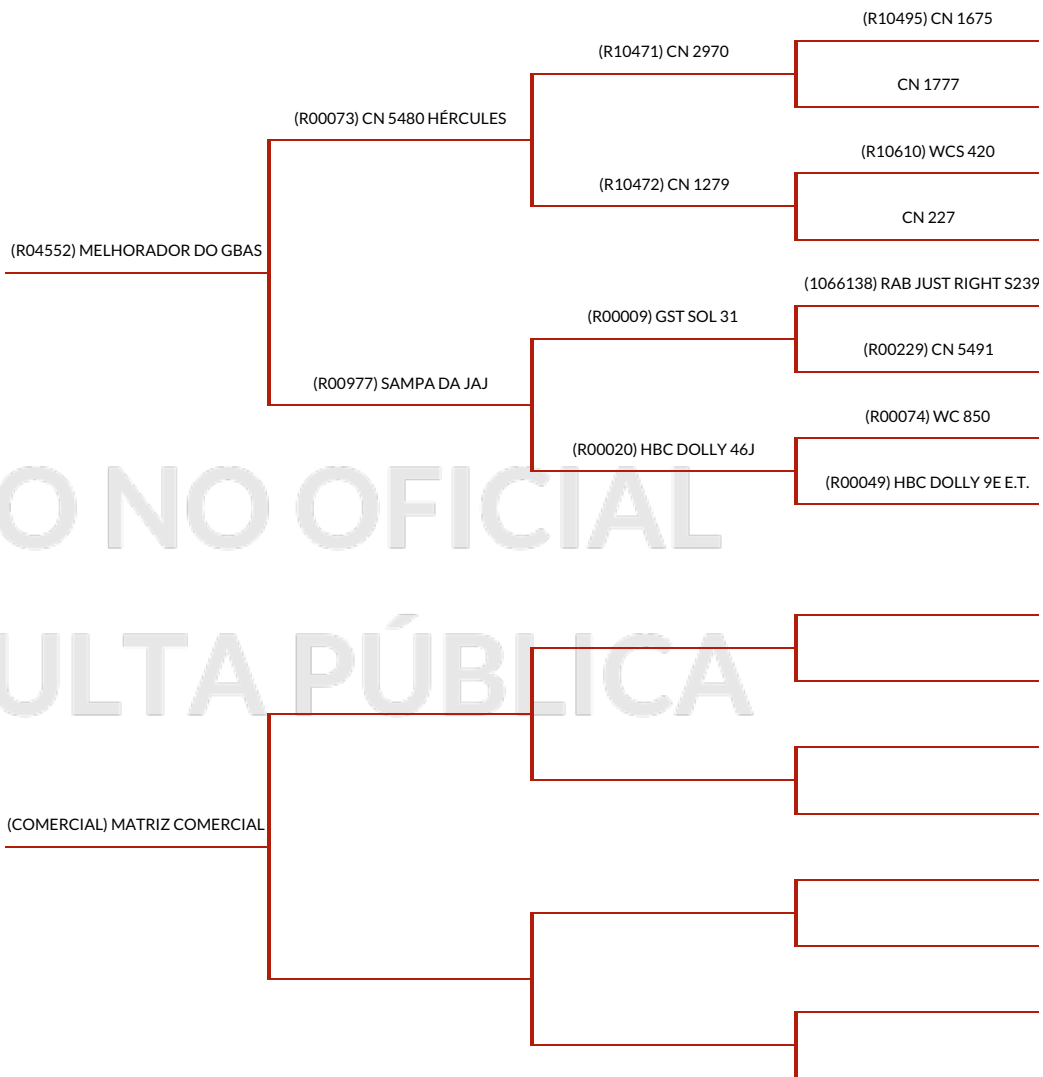 (R10495) CN 1675
(R10471) CN 2970
CN 1777
(R00073) CN 5480 HÉRCULES
(R10610) WCS 420
(R10472) CN 1279
CN 227
(R04552) MELHORADOR DO GBAS
(1066138) RAB JUST RIGHT S239
(R00009) GST SOL 31
(R00229) CN 5491
(R00977) SAMPA DA JAJ
(R00074) WC 850
(R00020) HBC DOLLY 46J
(R00049) HBC DOLLY 9E E.T.
O NO OFICIAL
ULTA PÚBLICA
(COMERCIAL) MATRIZ COMERCIAL